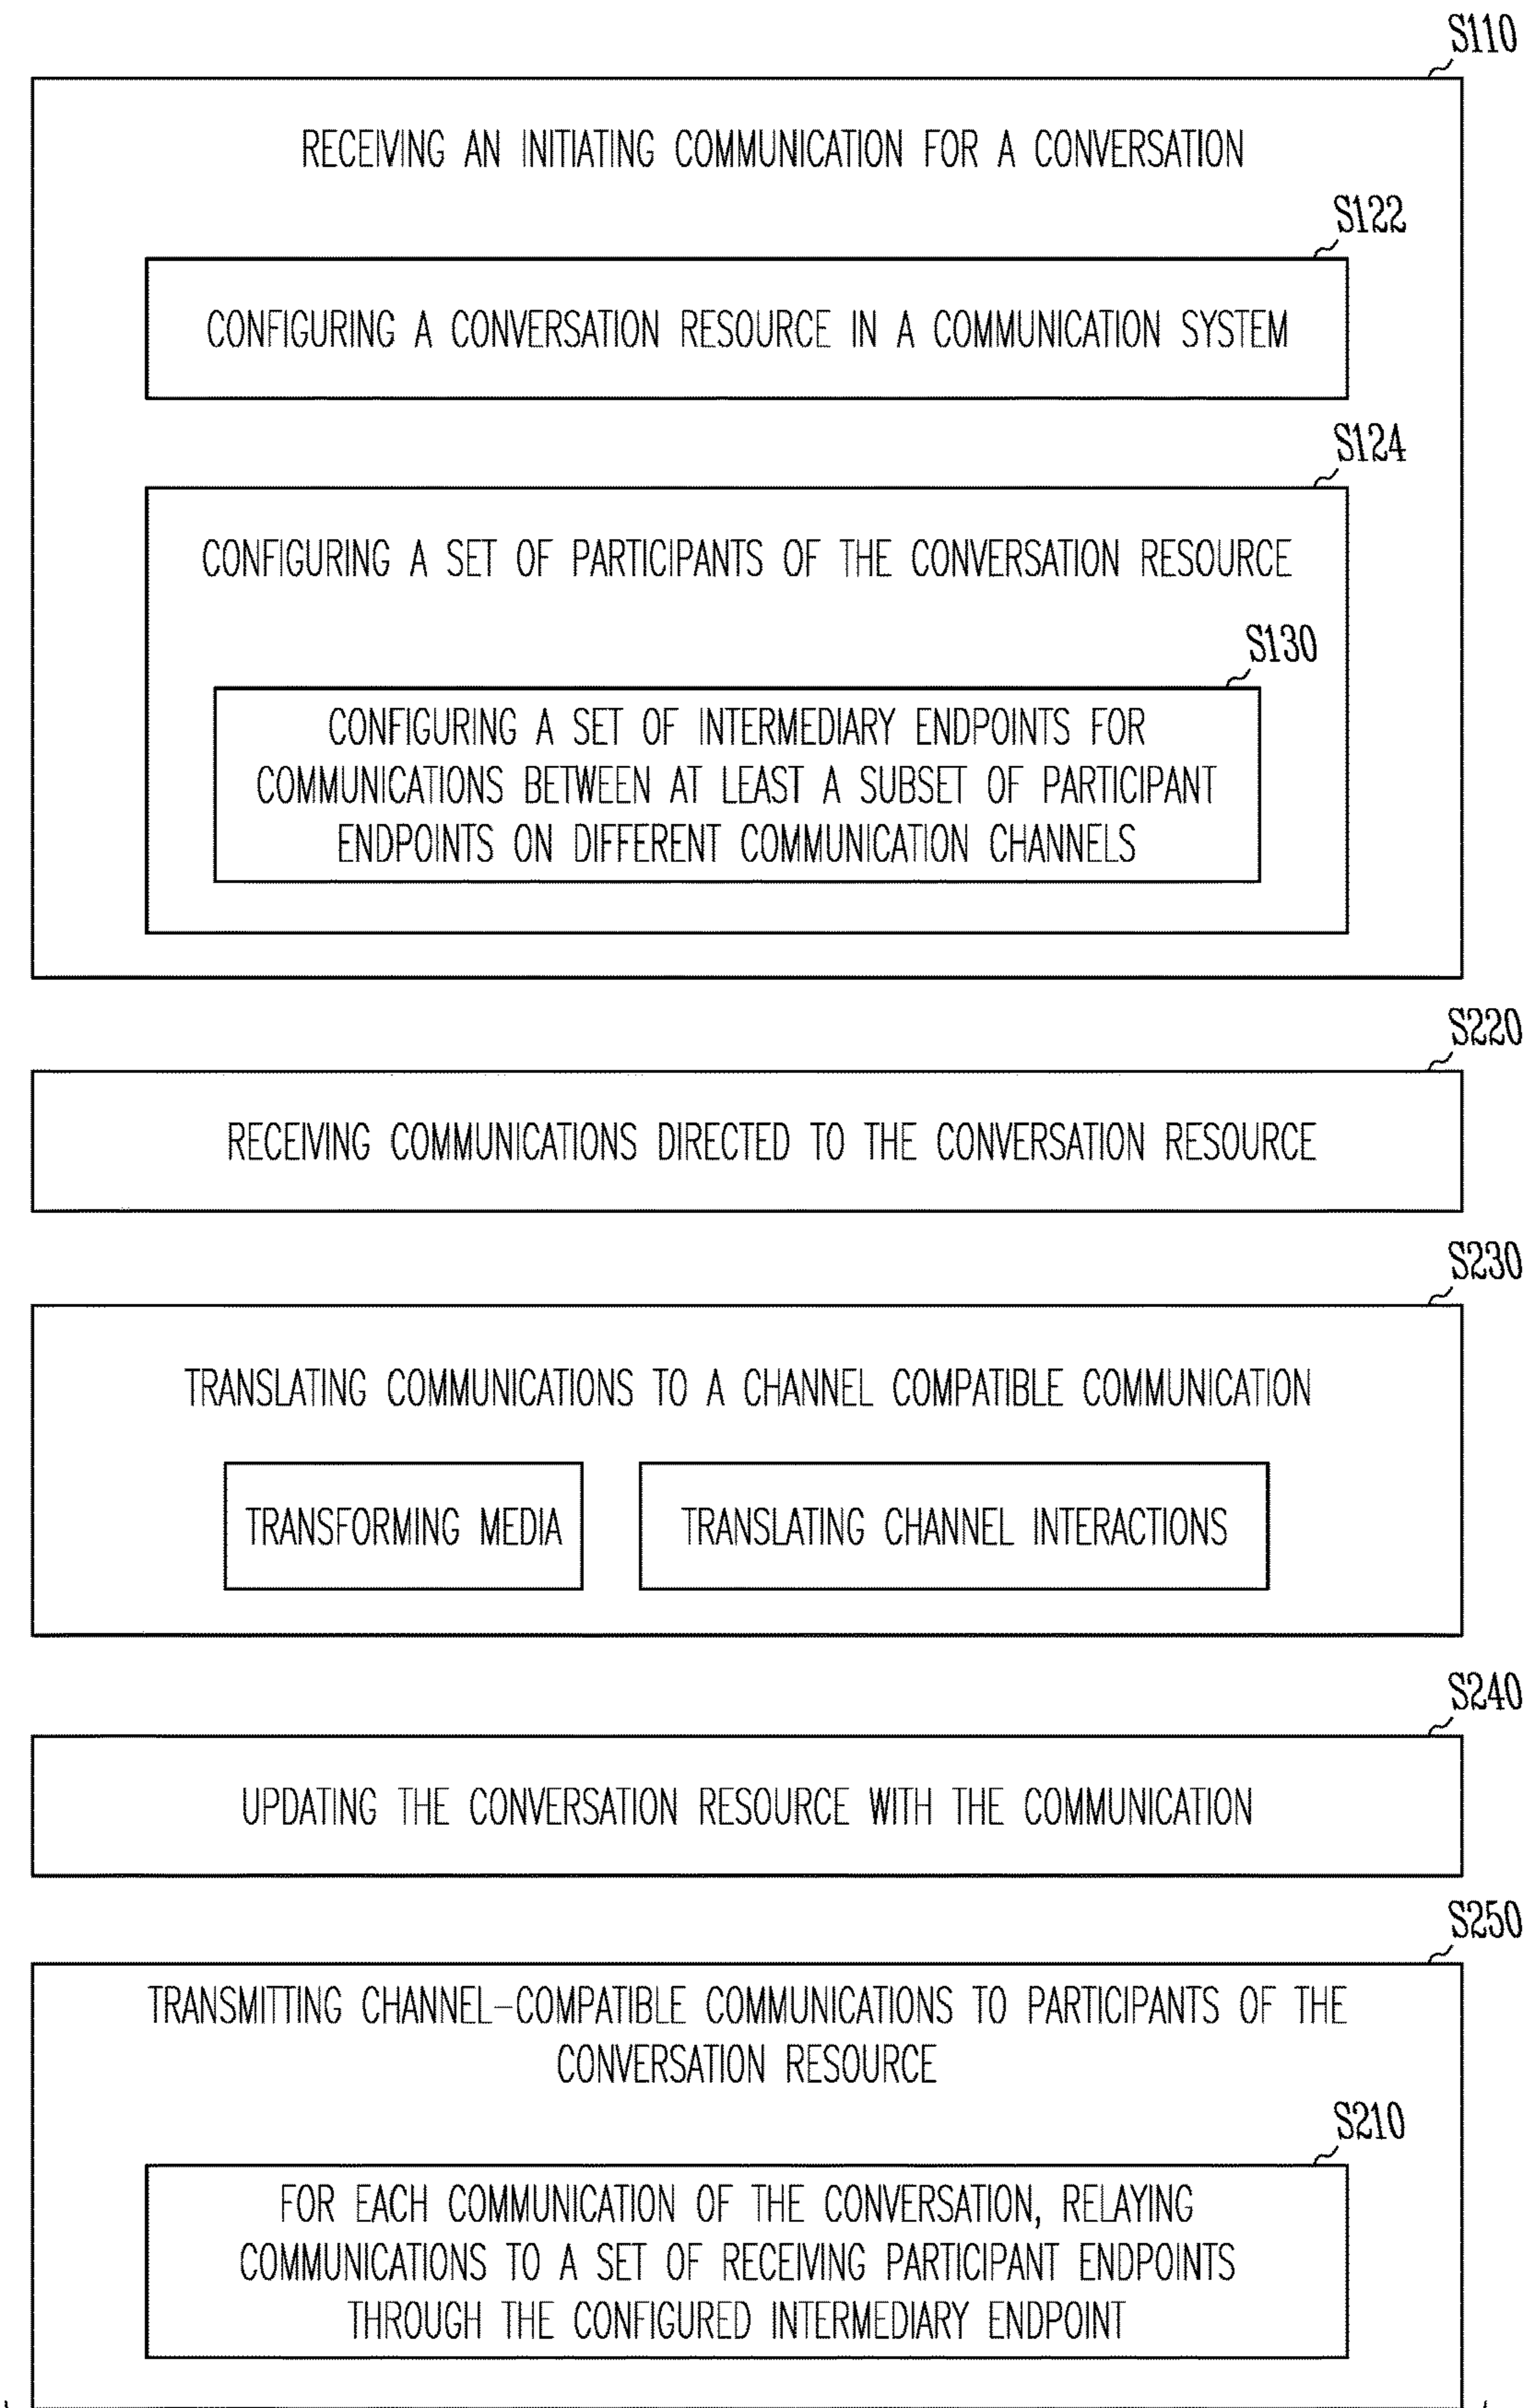 S110
RECEIVING AN INITIATING COMMUNICATION FOR A CONVERSATION
S122
CONFIGURING A CONVERSATION RESOURCE IN A COMMUNICATION SYSTEM
S124
CONFIGURING A SET OF PARTICIPANTS OF THE CONVERSATION RESOURCE
S130
CONFIGURING A SET OF INTERMEDIARY ENDPOINTS FOR
COMMUNICATIONS BETWEEN AT LEAST A SUBSET OF PARTICIPANT
ENDPOINTS ON DIFFERENT COMMUNICATION CHANNELS
S220
RECEIVING COMMUNICATIONS DIRECTED TO THE CONVERSATION RESOURCE
S230
TRANSLATING COMMUNICATIONS TO A CHANNEL COMPATIBLE COMMUNICATION
TRANSFORMING MEDIA
TRANSLATING CHANNEL INTERACTIONS
S240
UPDATING THE CONVERSATION RESOURCE WITH THE COMMUNICATION
S250
TRANSMITTING CHANNEL-COMPATIBLE COMMUNICATIONS TO PARTICIPANTS OF THE
CONVERSATION RESOURCE
S210
FOR EACH COMMUNICATION OF THE CONVERSATION, RELAYING
COMMUNICATIONS TO A SET OF RECEIVING PARTICIPANT ENDPOINTS
THROUGH THE CONFIGURED INTERMEDIARY ENDPOINT